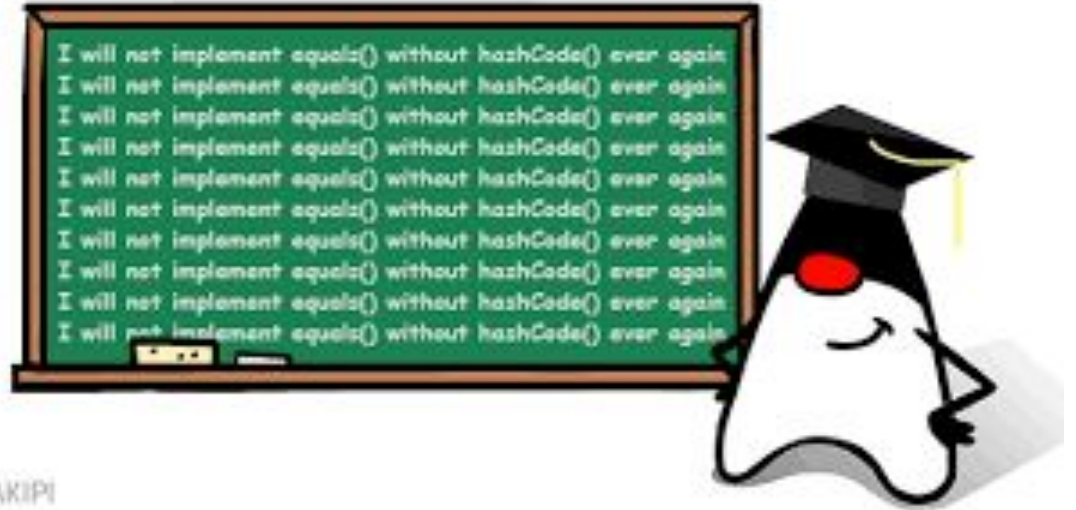 I will not implement equals() without hashCode() ever again
I will not implement equals() without hashCode() ever again
I will not implement equals() without hashCode() ever again
I will not implement equals() without hashCode() ever again
I will not implement equals() without hashCode() ever again
I will not implement equals() without hashCode() ever again
I will not implement equals() without hashCode() ever again
I will not implement equals() without hashCode() ever again
I will not implement equals() without hashCode() ever again
I will not implement equals() without hashCode() ever again
AKIPI